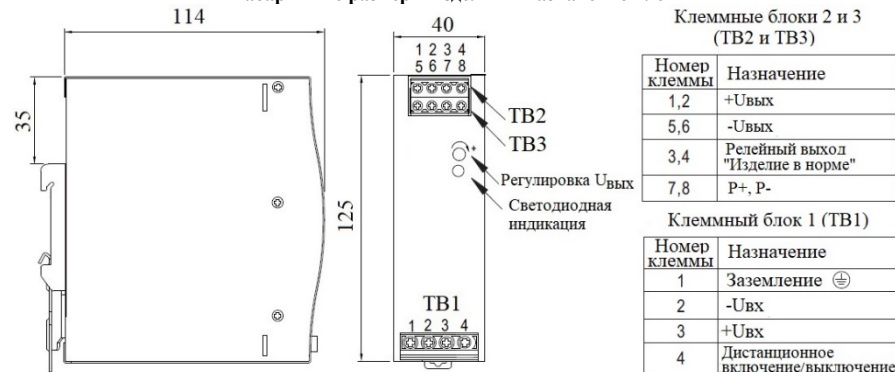 114
35
40
1 2 3 4
5 6 7 8
TB2
TB3
Регулировка Uвых
Светодиодная
индикация
125
TB1
1 2 3 4
Клеммные блоки 2 и 3
(TB2 и TB3)
Номер клеммы Назначение
1,2 +Uвых
5,6 -Uвых
3,4 Релейный выход
"Изделие в норме"
7,8 P+, P-
Клеммный блок 1 (TB1)
Номер клеммы Назначение
1 Заземление
2 -Uвх
3 +Uвх
4 Дистанционное
включение/выключение